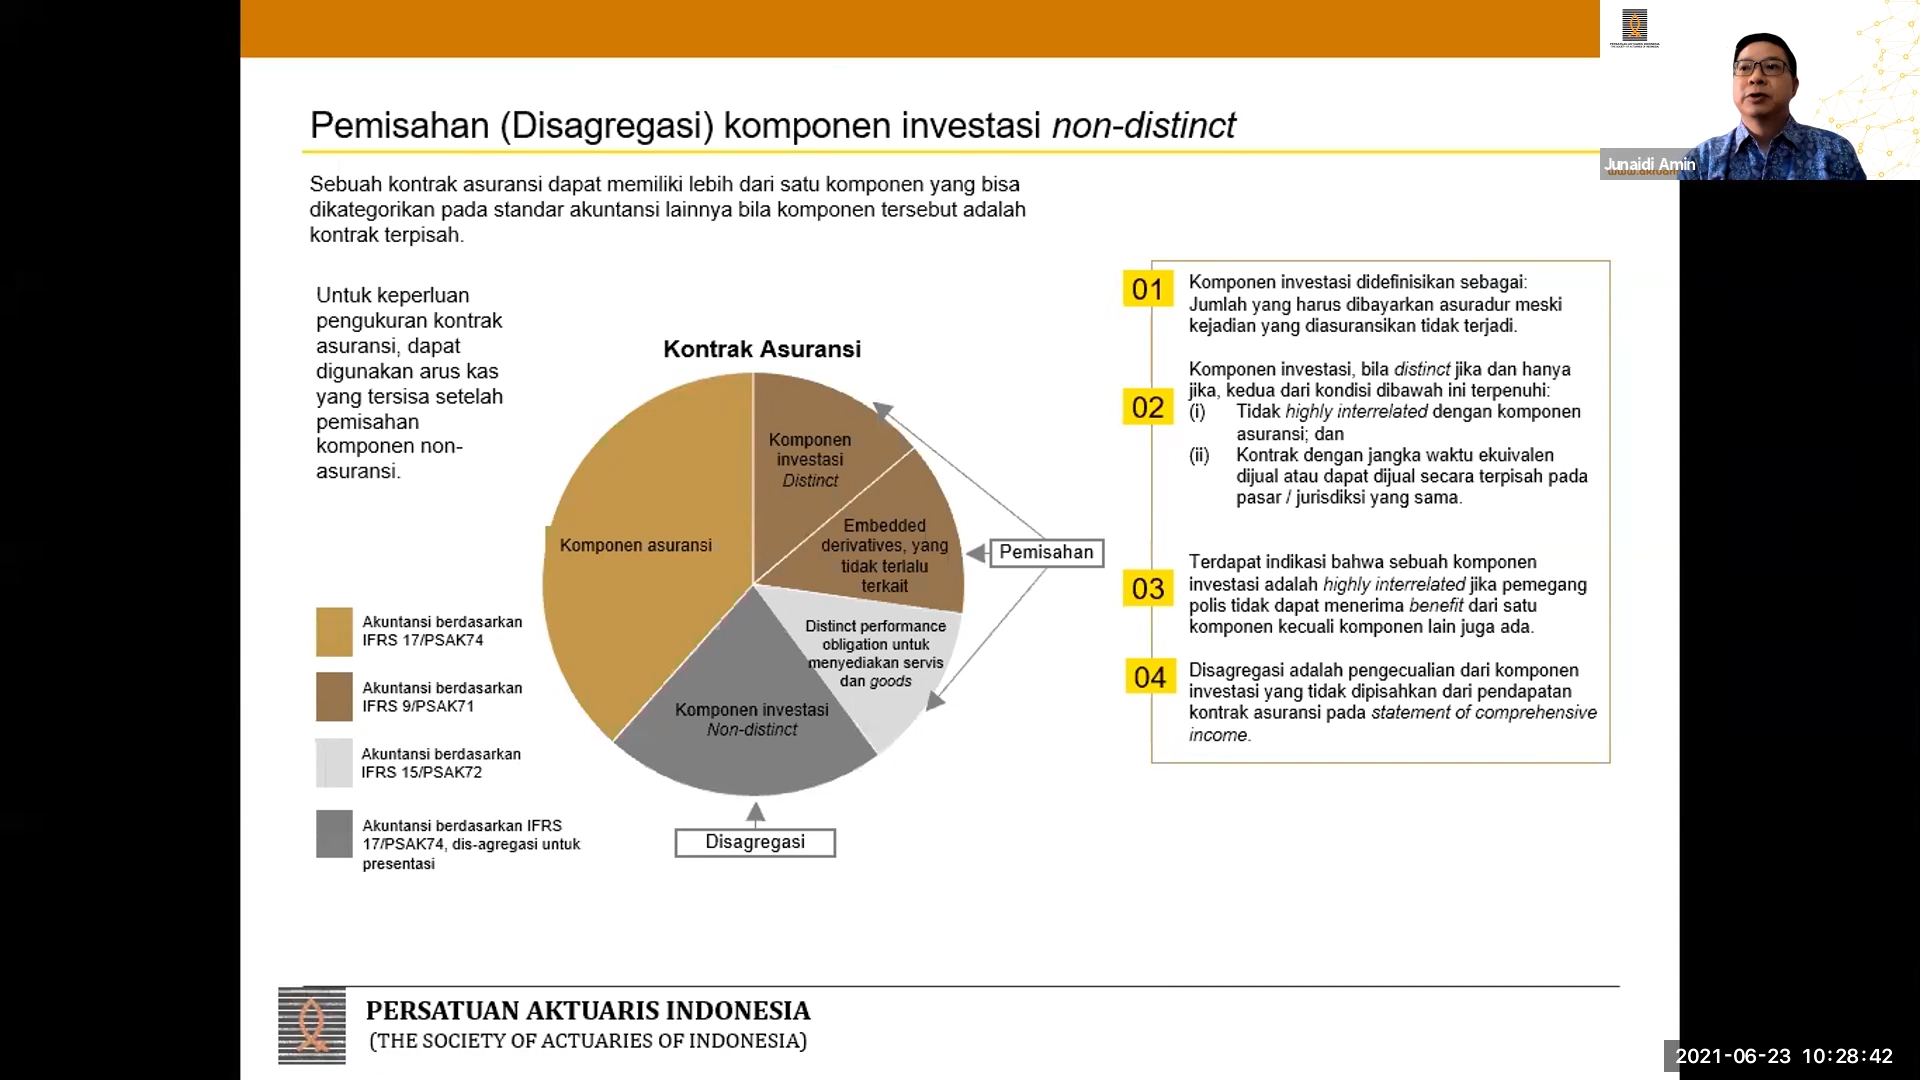 PERSATUAN AKTUARIS INDONESIA
Junaidi Amin
Pemisahan (Disagregasi) komponen investasi non-distinct
Sebuah kontrak asuransi dapat memiliki lebih dari satu komponen yang bisa
dikategorikan pada standar akuntansi lainnya bila komponen tersebut adalah
kontrak terpisah.
Untuk keperluan
pengukuran kontrak
asuransi, dapat
digunakan arus kas
yang tersisa setelah
pemisahan
komponen non-
asuransi.
Akuntansi berdasarkan
IFRS 17/PSAK74
Akuntansi berdasarkan
IFRS 9/PSAK71
Akuntansi berdasarkan
IFRS 15/PSAK72
Akuntansi berdasarkan IFRS
17/PSAK74, dis-agregasi untuk
presentasi
Kontrak Asuransi
Komponen
investasi
Distinct
Embedded
derivatives, yang
tidak terlalu
terkait
Komponen asuransi
Distinct performance
obligation untuk
menyediakan servis
dan goods
Komponen investasi
Non-distinct
Pemisahan
Disagregasi
01
Komponen investasi didefinisikan sebagai:
Jumlah yang harus dibayarkan asuradur meski
kejadian yang diasuransikan tidak terjadi.
02
Komponen investasi, bila distinct jika dan hanya
jika, kedua dari kondisi dibawah ini terpenuhi:
(i) Tidak highly interrelated dengan komponen
asuransi; dan
(ii) Kontrak dengan jangka waktu ekuivalen
dijual atau dapat dijual secara terpisah pada
pasar / jurisdiksi yang sama.
03
Terdapat indikasi bahwa sebuah komponen
investasi adalah highly interrelated jika pemegang
polis tidak dapat menerima benefit dari satu
komponen kecuali komponen lain juga ada.
04
Disagregasi adalah pengecualian dari komponen
investasi yang tidak dipisahkan dari pendapatan
kontrak asuransi pada statement of comprehensive
income.
PERSATUAN AKTUARIS INDONESIA
(THE SOCIETY OF ACTUARIES OF INDONESIA)
2021-06-23 10:28:42